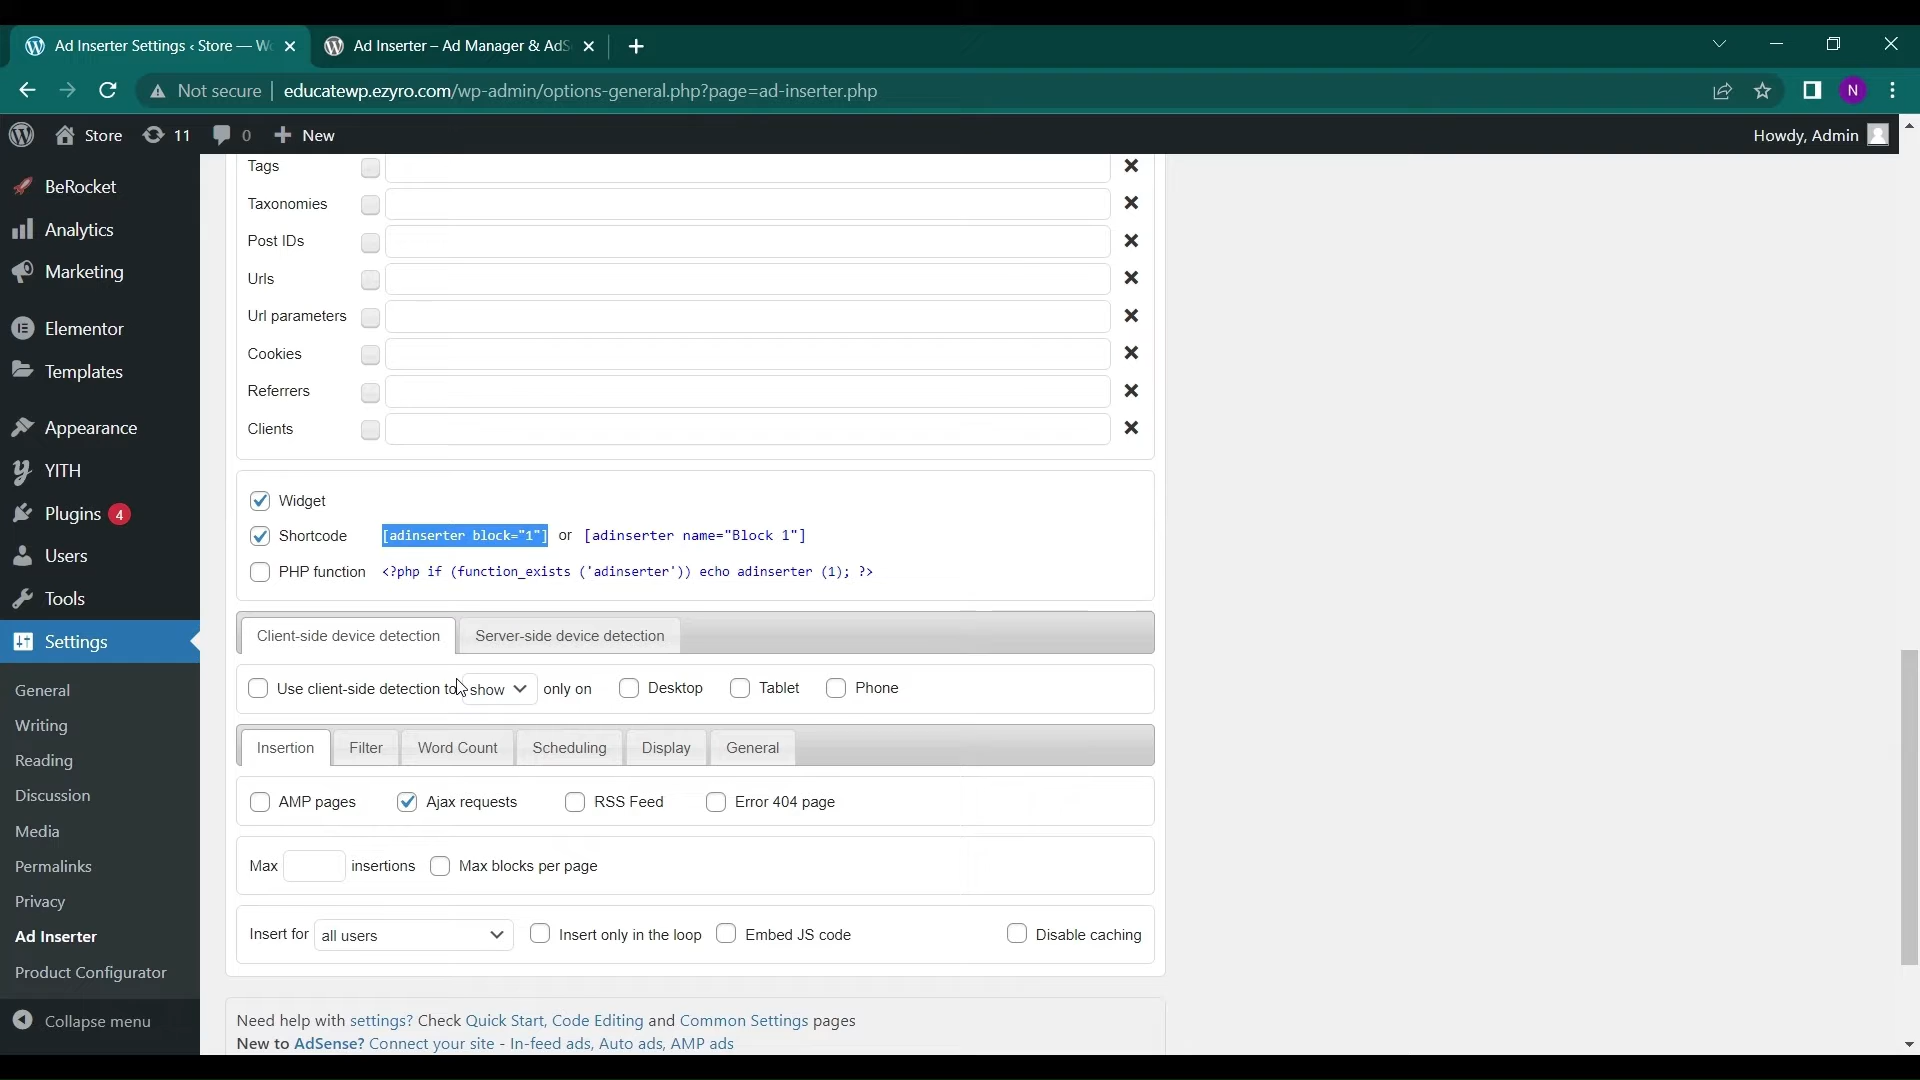 Ad Inserter Settings ‹ Store — W
Ad Inserter – Ad Manager & AdS
Not secure educatewp.ezyro.com/wp-admin/options-general.php?page=ad-inserter.php
N
Store 11 0 New
Howdy, Admin
BeRocket
Analytics
Marketing
Elementor
Templates
Appearance
YITH
Plugins 4
Users
Tools
Settings
General
Writing
Reading
Discussion
Media
Permalinks
Privacy
Ad Inserter
Product Configurator
Collapse menu
Tags
Taxonomies
Post IDs
Urls
Url parameters
Cookies
Referrers
Clients
Widget
Shortcode [adinserter block="1"] or [adinserter name="Block 1"]
PHP function <?php if (function_exists ('adinserter')) echo adinserter (1); ?>
Client-side device detection Server-side device detection
Use client-side detection to show only on Desktop Tablet Phone
Insertion Filter Word Count Scheduling Display General
AMP pages Ajax requests RSS Feed Error 404 page
Max insertions Max blocks per page
Insert for all users Insert only in the loop Embed JS code Disable caching
Need help with settings? Check Quick Start, Code Editing and Common Settings pages
New to AdSense? Connect your site - In-feed ads, Auto ads, AMP ads